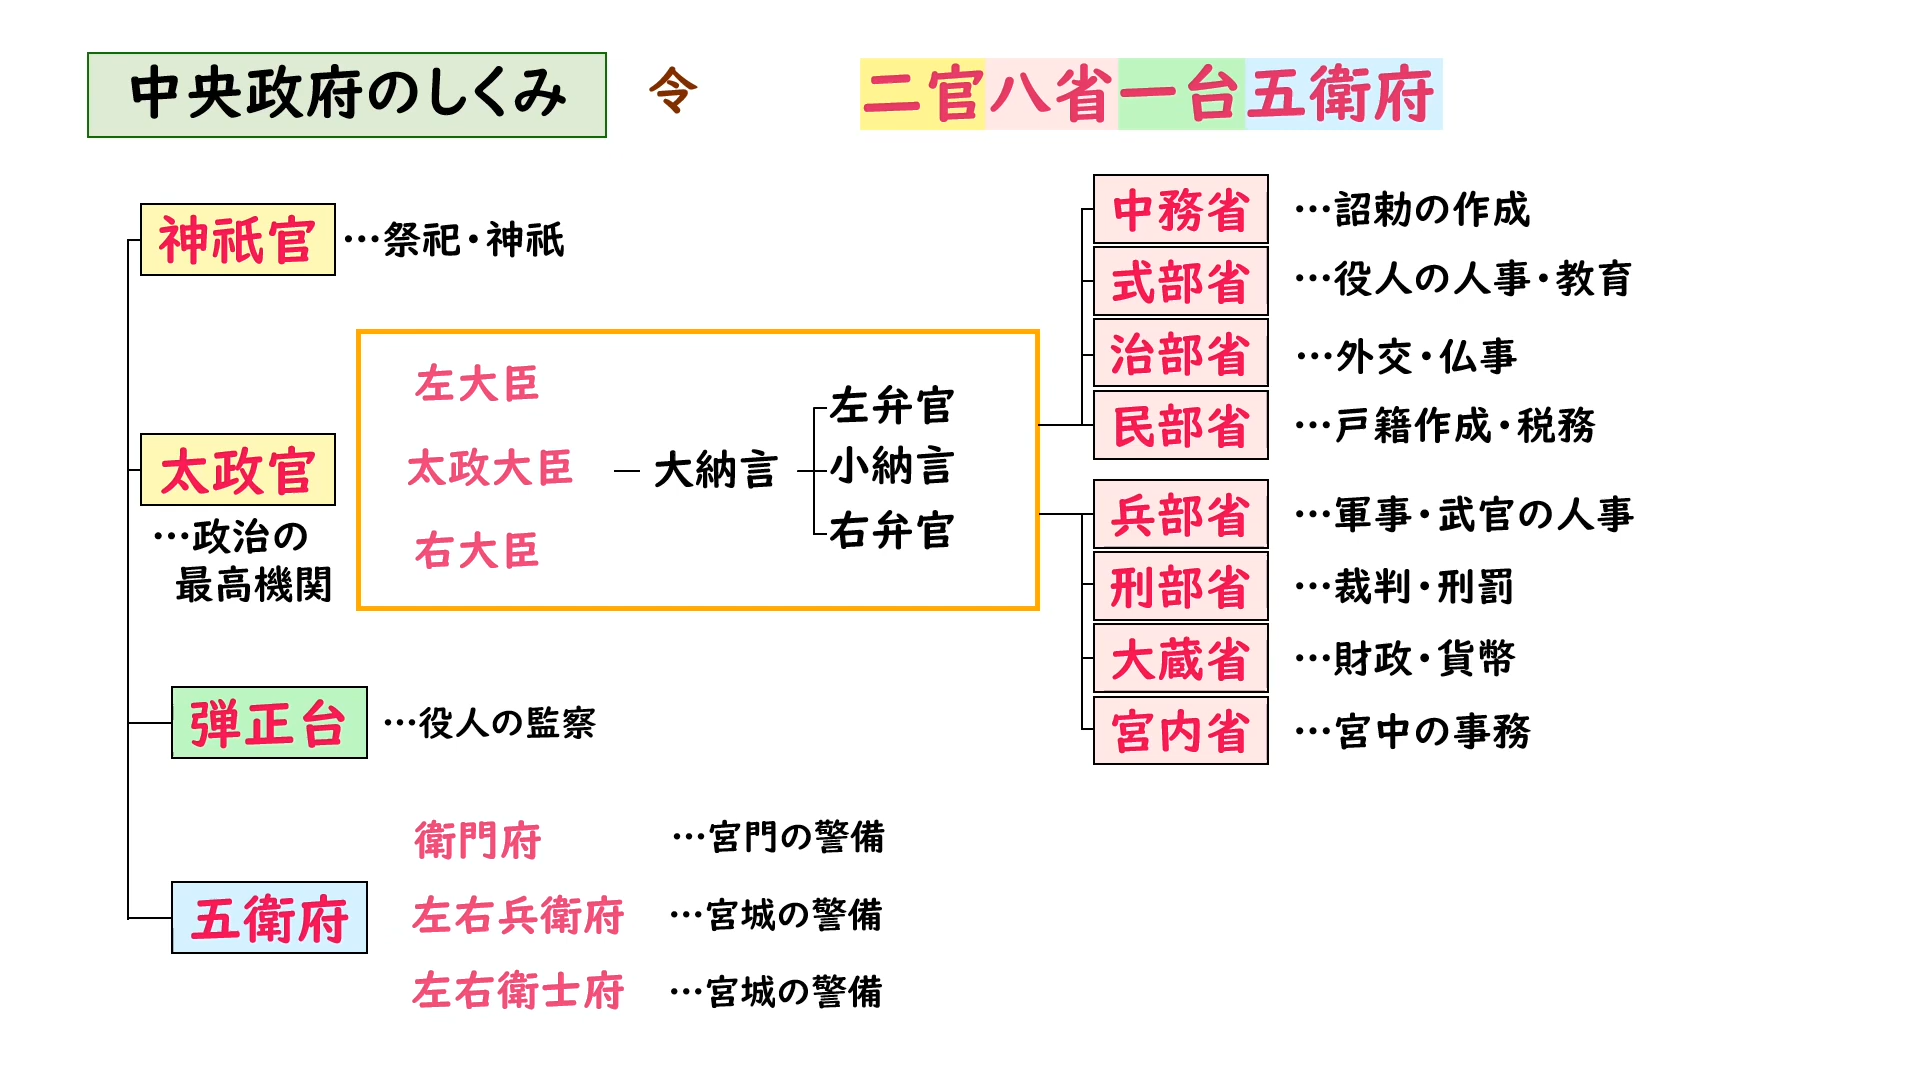 中央政府のしくみ
令
二官八省一台五衛府
神祇官
…祭祀・神祇
太政官
…政治の
最高機関
左大臣
太政大臣
右大臣
大納言
左弁官
小納言
右弁官
中務省
…詔勅の作成
式部省
…役人の人事・教育
治部省
…外交・仏事
民部省
…戸籍作成・税務
兵部省
…軍事・武官の人事
刑部省
…裁判・刑罰
大蔵省
…財政・貨幣
宮内省
…宮中の事務
弾正台
…役人の監察
五衛府
衛門府
…宮門の警備
左右兵衛府
…宮城の警備
左右衛士府
…宮城の警備